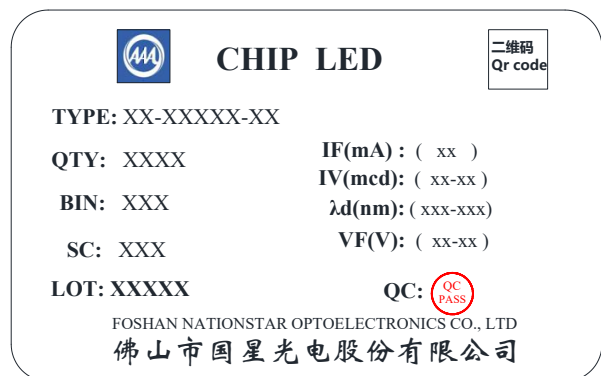 AAA
CHIP LED
二维码
Qr code
TYPE: XX-XXXXX-XX
QTY: XXXX
BIN: XXX
SC: XXX
LOT: XXXXX
IF(mA) : ( xx )
IV(mcd): ( xx-xx )
λd(nm): ( xxx-xxx)
VF(V): ( xx-xx )
QC:
QC
PASS
FOSHAN NATIONSTAR OPTOELECTRONICS CO., LTD
佛山市国星光电股份有限公司